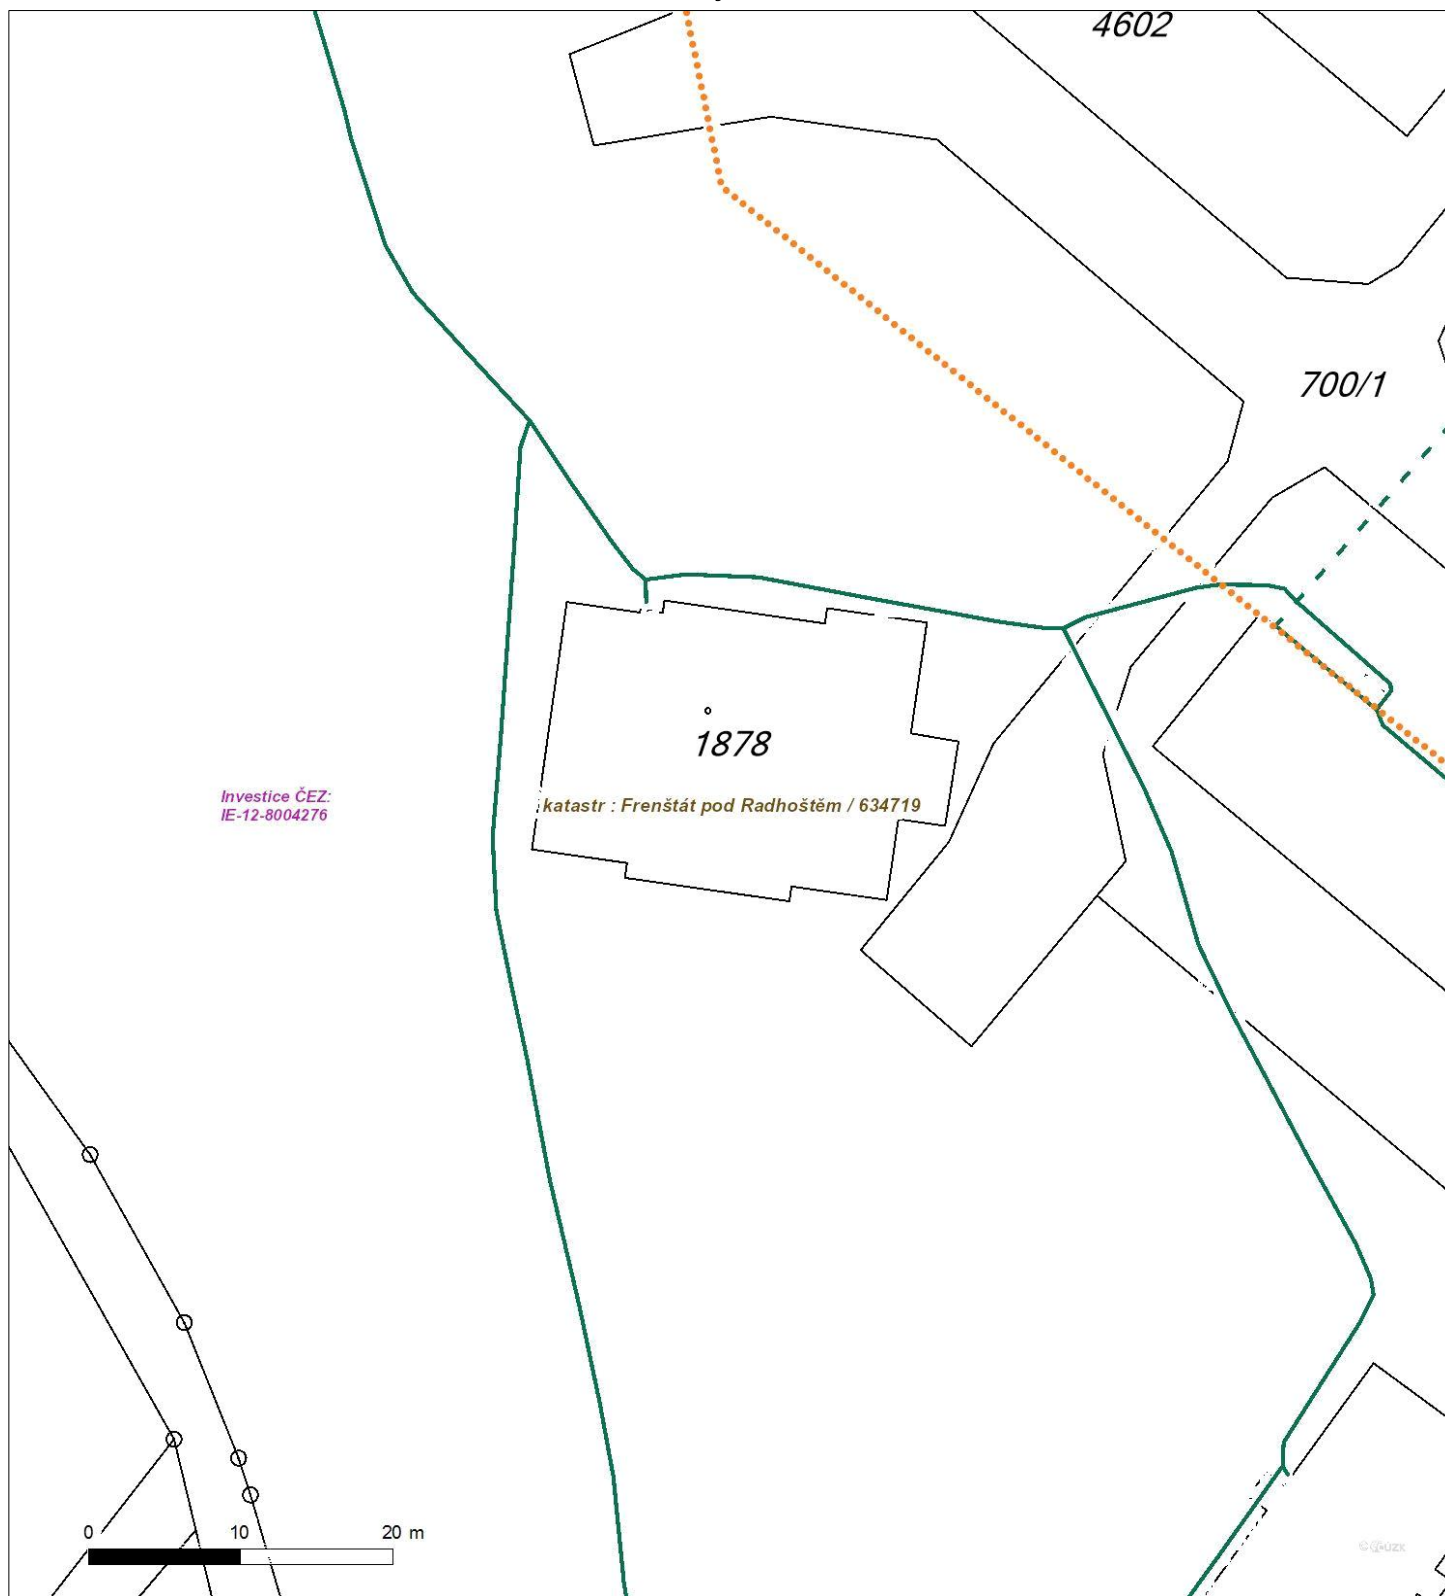 4602
700/1
1878
Investice ČEZ:
IE-12-8004276
katastr : Frenštát pod Radhoštěm / 634719
0 10 20 m